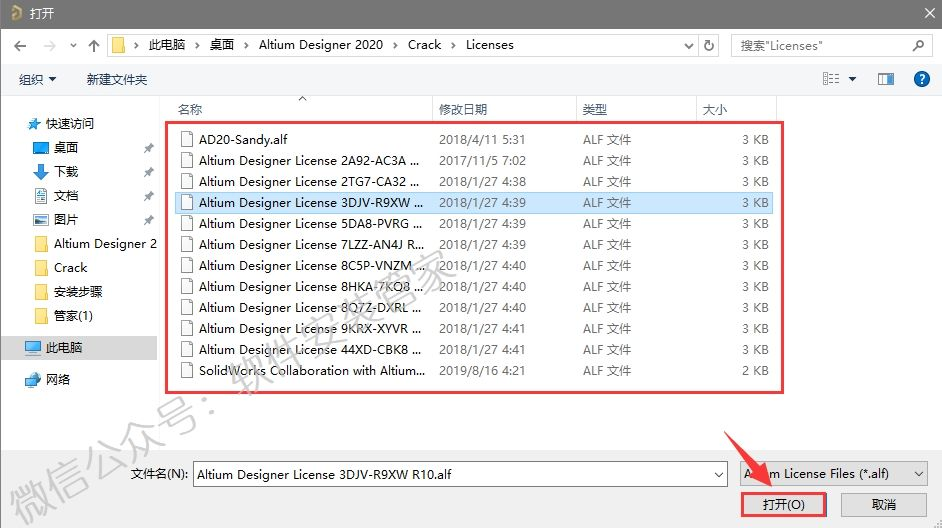 打开
此电脑 > 桌面 > Altium Designer 2020 > Crack > Licenses
搜索"Licenses"
组织 新建文件夹
名称 修改日期 类型 大小
快速访问
桌面
下载
文档
图片
Altium Designer 2
Crack
安装步骤
管家(1)
此电脑
网络
AD20-Sandy.alf 2018/4/11 5:31 ALF 文件 3 KB
Altium Designer License 2A92-AC3A ... 2017/11/5 7:02 ALF 文件 3 KB
Altium Designer License 2TG7-CA32 ... 2018/1/27 4:38 ALF 文件 3 KB
Altium Designer License 3DJV-R9XW ... 2018/1/27 4:39 ALF 文件 3 KB
Altium Designer License 5DA8-PVRG ... 2018/1/27 4:39 ALF 文件 3 KB
Altium Designer License 7LZZ-AN4J R... 2018/1/27 4:39 ALF 文件 3 KB
Altium Designer License 8C5P-VNZM ... 2018/1/27 4:40 ALF 文件 3 KB
Altium Designer License 8HKA-7KQ8 ... 2018/1/27 4:40 ALF 文件 3 KB
Altium Designer License 8Q7Z-DXRL ... 2018/1/27 4:40 ALF 文件 3 KB
Altium Designer License 9KRX-XYVR ... 2018/1/27 4:41 ALF 文件 3 KB
Altium Designer License 44XD-CBK8 ... 2018/1/27 4:41 ALF 文件 3 KB
SolidWorks Collaboration with Altium... 2019/8/16 4:21 ALF 文件 2 KB
微信公众号：软件安装管家
文件名(N): Altium Designer License 3DJV-R9XW R10.alf
License Files (*.alf)
打开(O) 取消